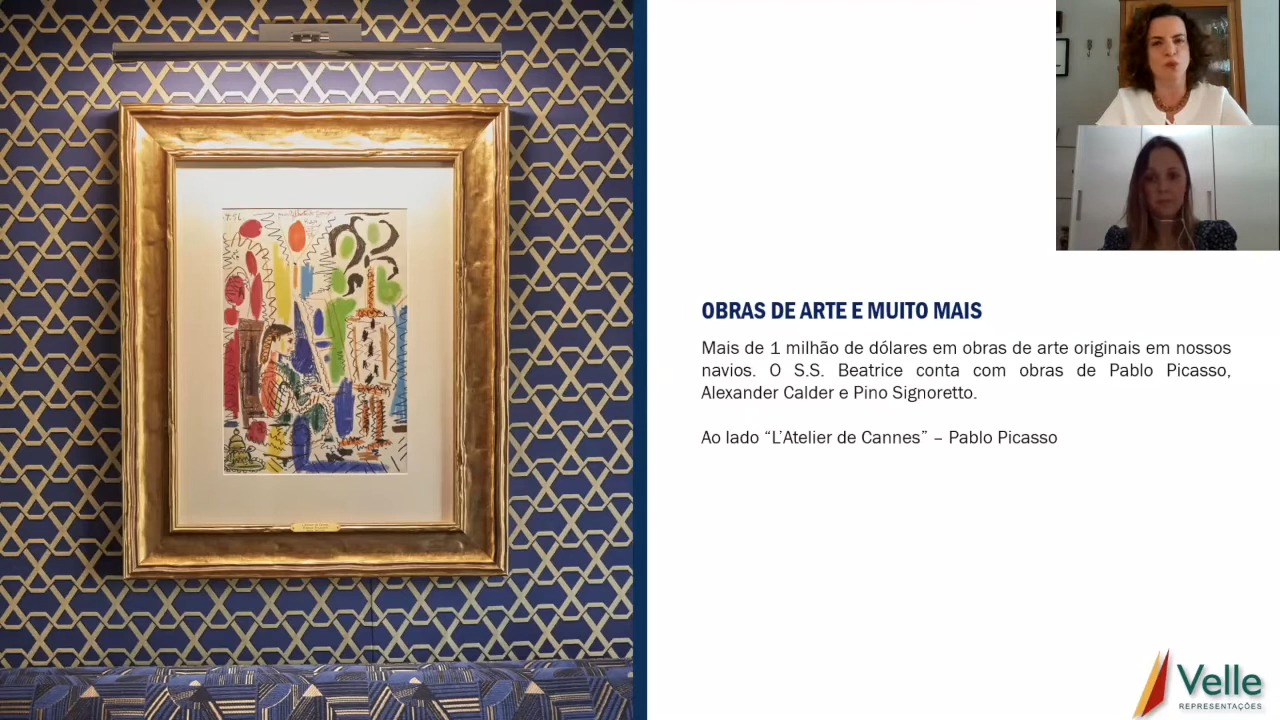 OBRAS DE ARTE E MUITO MAIS
Mais de 1 milhão de dólares em obras de arte originais em nossos
navios. O S.S. Beatrice conta com obras de Pablo Picasso,
Alexander Calder e Pino Signoretto.
Ao lado “L’Atelier de Cannes” – Pablo Picasso
Velle
REPRESENTAÇÕES